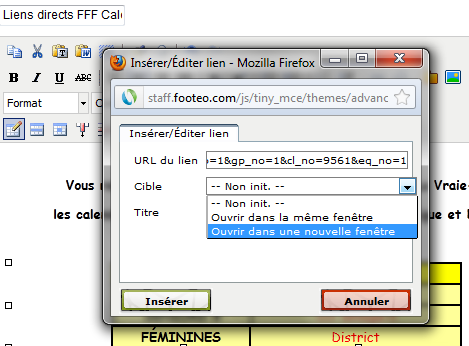 Liens directs FFF Cale
Insérer/Éditer lien - Mozilla Firefox
B I U ABC
staff.footeo.com/js/tiny_mce/themes/advanc
Format
Insérer/Éditer lien
URL du lien =1&gp_no=1&cl_no=9561&eq_no=1
Vous Vraie-
Cible -- Non init. --
les cale que et l
Titre -- Non init. --
Ouvrir dans la même fenêtre
Ouvrir dans une nouvelle fenêtre
Insérer Annuler
FÉMININES District